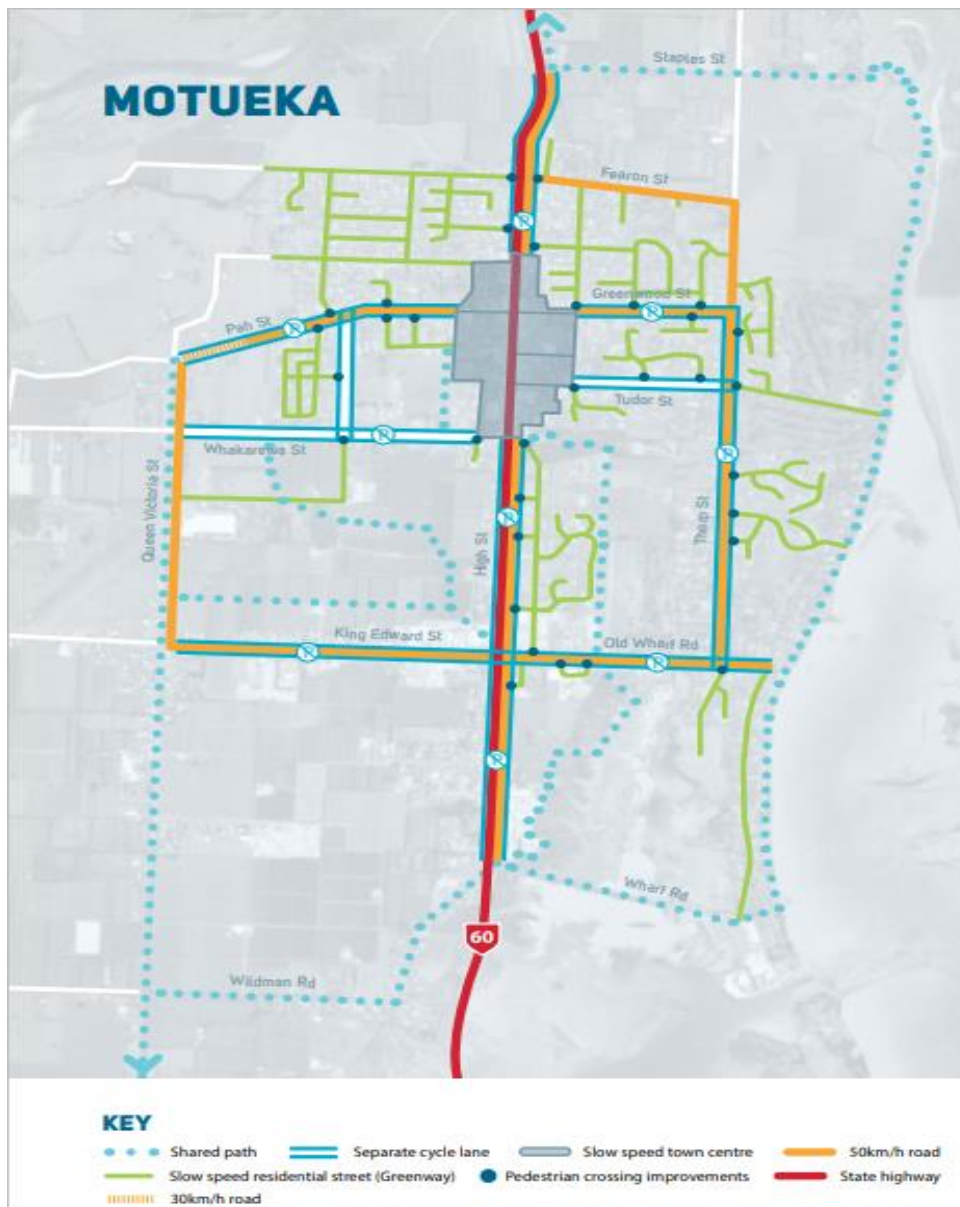 MOTUEKA
Staples St
Fearon St
Greenwood St
Pah St
Tudor St
Whakarewa St
Queen Victoria St
High St
Thorp St
King Edward St
Old Wharf Rd
Wharf Rd
60
Wildman Rd
KEY
Shared path Separate cycle lane Slow speed town centre 50km/h road
Slow speed residential street (Greenway) Pedestrian crossing improvements State highway
30km/h road